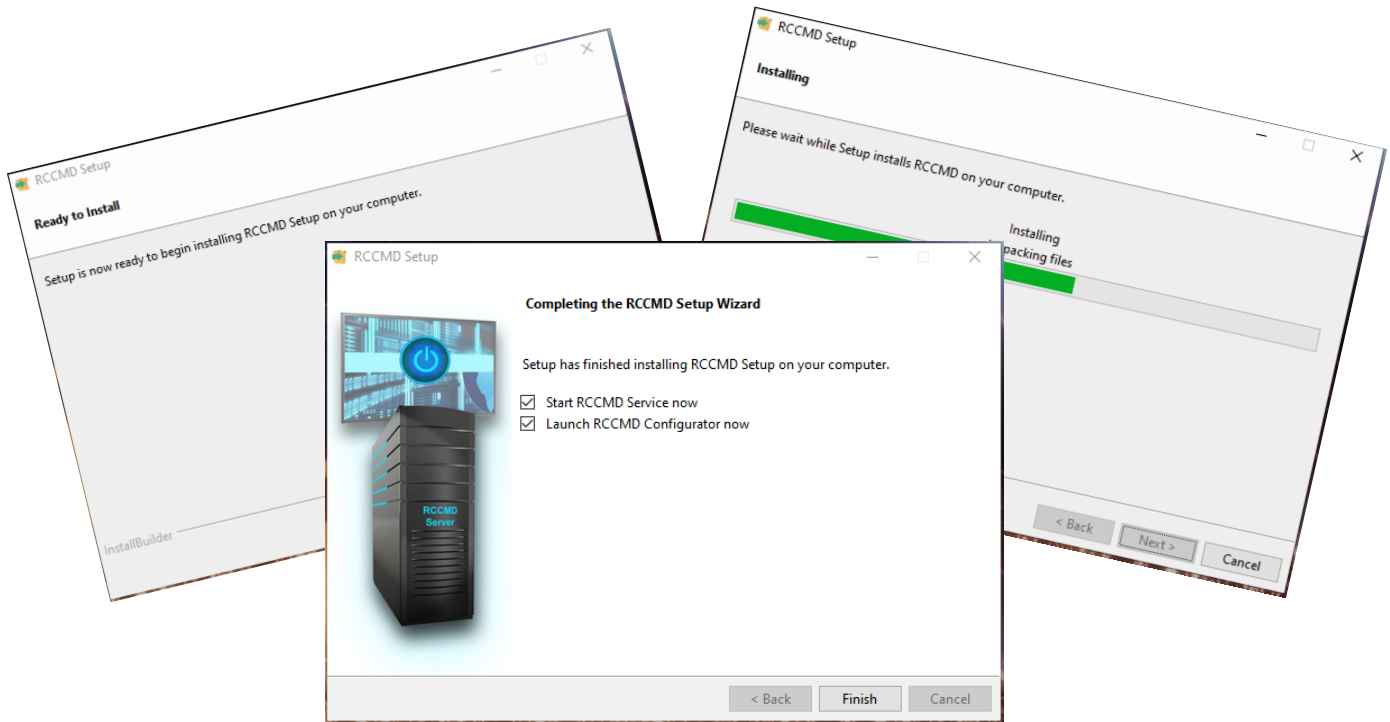 RCCMD Setup
Ready to Install
Setup is now ready to begin installing RCCMD Setup on your computer.
InstallBuilder
RCCMD Setup
Installing
Please wait while Setup installs RCCMD on your computer.
Installing
packing files
< Back
Next >
Cancel
RCCMD Setup
Completing the RCCMD Setup Wizard
Setup has finished installing RCCMD Setup on your computer.
Start RCCMD Service now
Launch RCCMD Configurator now
RCCMD
Server
< Back
Finish
Cancel